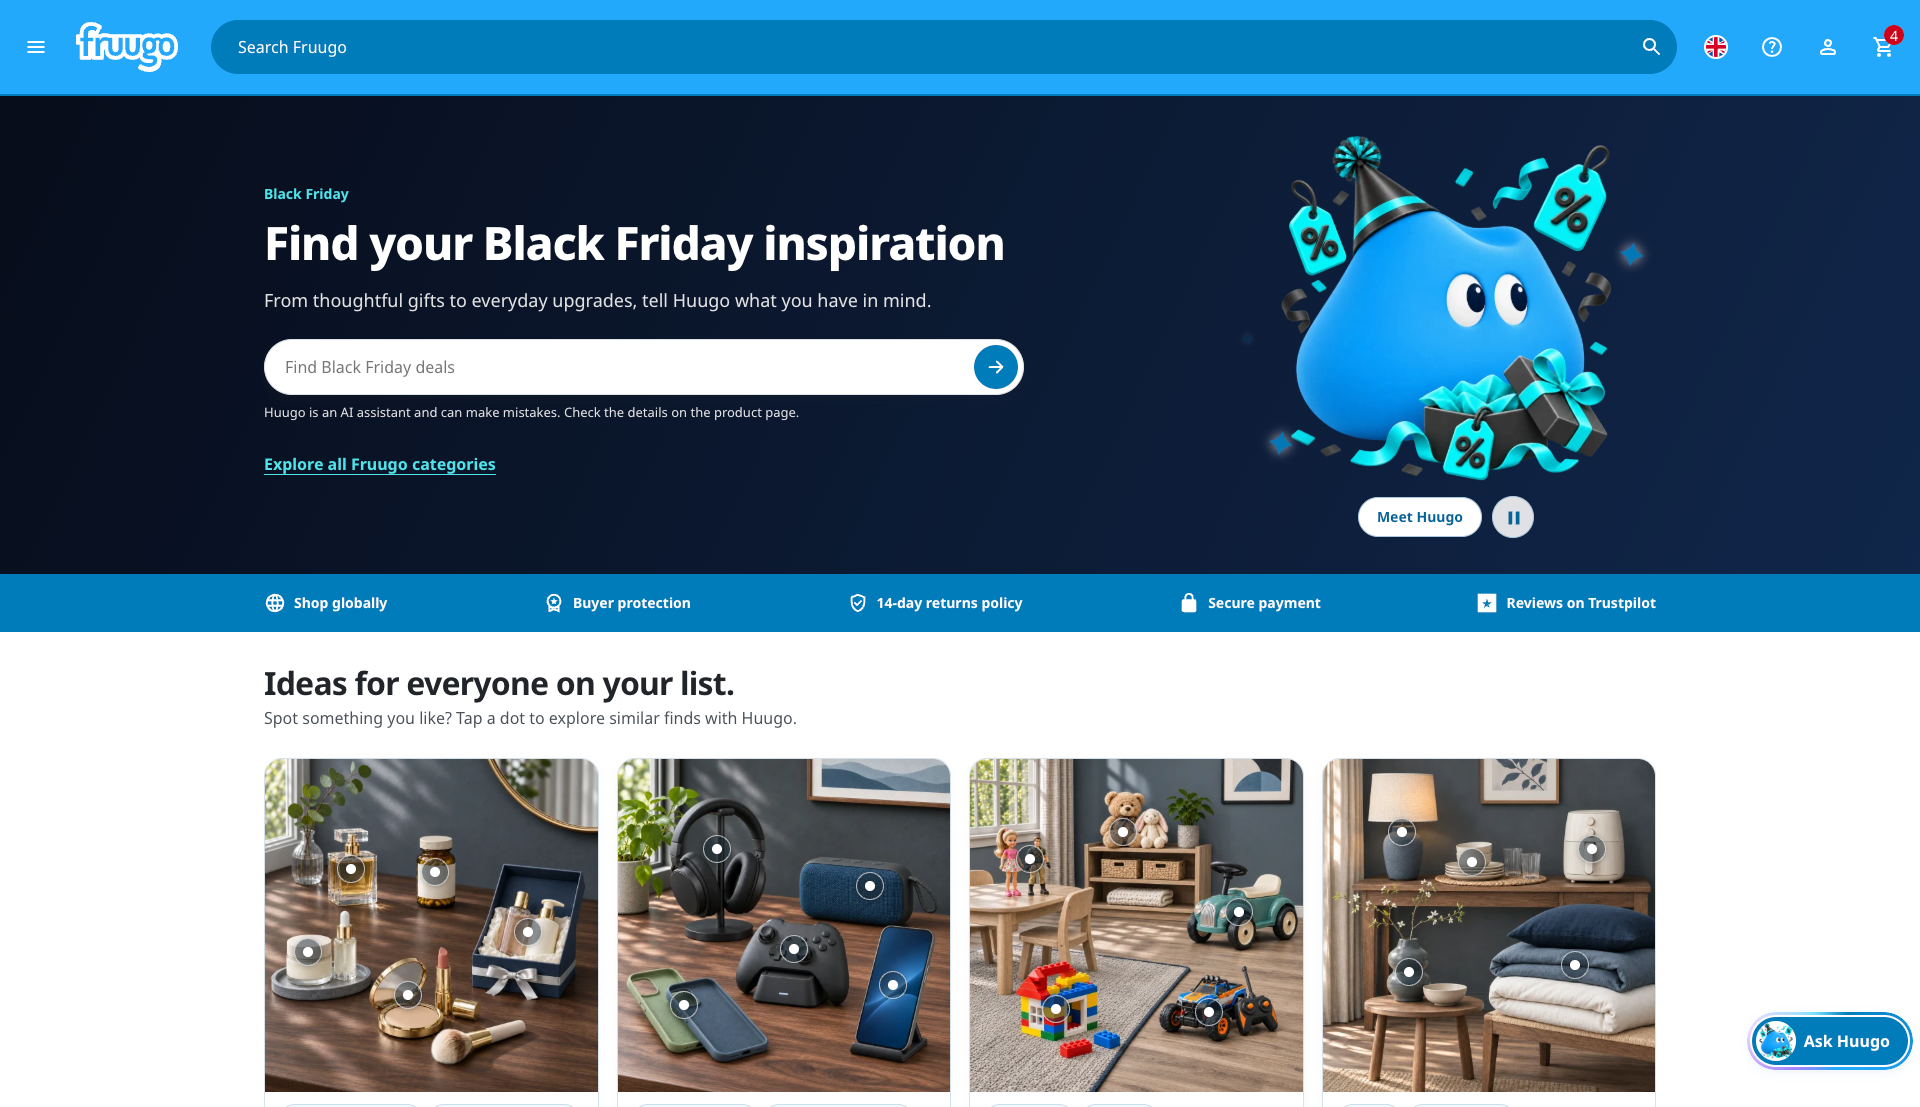 fruugo
Search Fruugo
4
Black Friday
Find your Black Friday inspiration
From thoughtful gifts to everyday upgrades, tell Huugo what you have in mind.
Find Black Friday deals
Huugo is an AI assistant and can make mistakes. Check the details on the product page.
Explore all Fruugo categories
%
%
%
Meet Huugo
Shop globally
Buyer protection
14-day returns policy
Secure payment
Reviews on Trustpilot
Ideas for everyone on your list.
Spot something you like? Tap a dot to explore similar finds with Huugo.
Ask Huugo